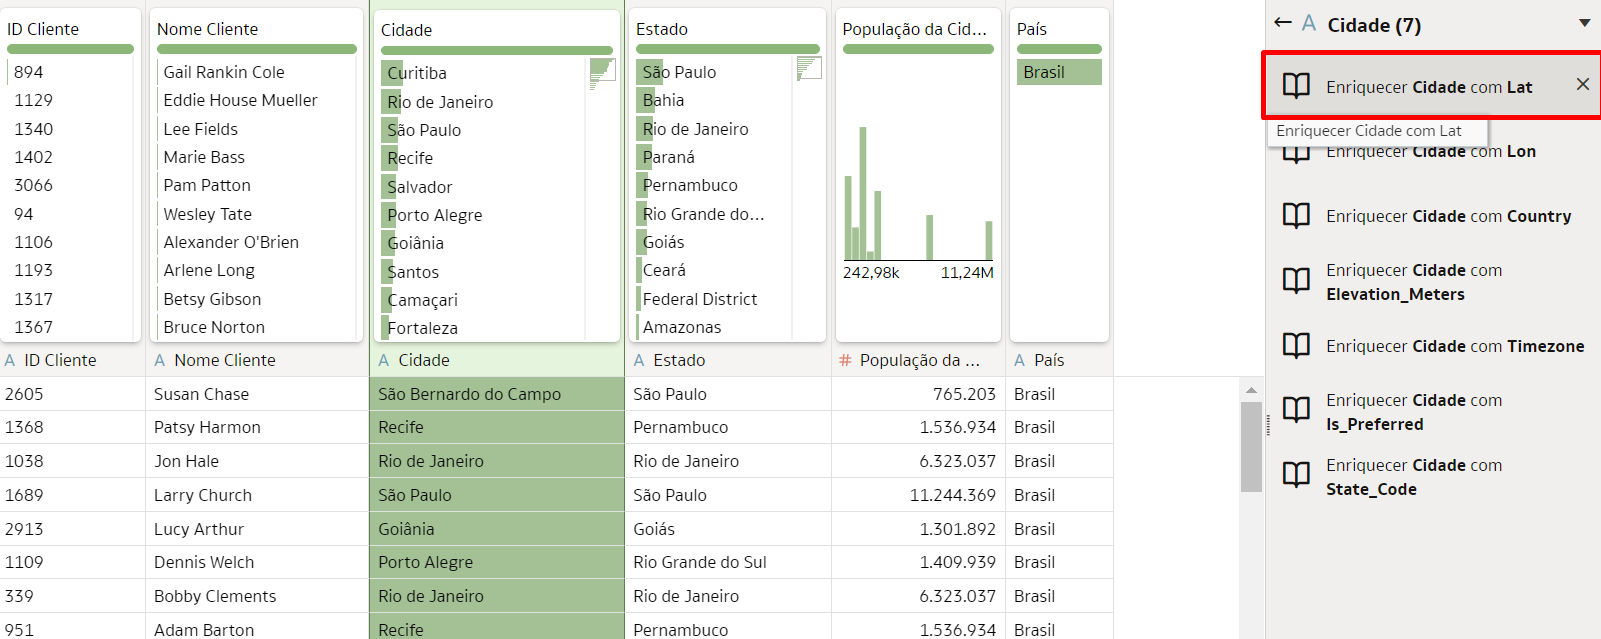 ID Cliente
894
1129
1340
1402
3066
94
1106
1193
1317
1367
Nome Cliente
Gail Rankin Cole
Eddie House Mueller
Lee Fields
Marie Bass
Pam Patton
Wesley Tate
Alexander O'Brien
Arlene Long
Betsy Gibson
Bruce Norton
Cidade
Curitiba
Rio de Janeiro
São Paulo
Recife
Salvador
Porto Alegre
Goiânia
Santos
Camaçari
Fortaleza
Estado
São Paulo
Bahia
Rio de Janeiro
Paraná
Pernambuco
Rio Grande do...
Goiás
Ceará
Federal District
Amazonas
População da Cid...
242,98k 11,24M
País
Brasil
A ID Cliente A Nome Cliente A Cidade A Estado # População da ... A País
2605 Susan Chase São Bernardo do Campo São Paulo 765.203 Brasil
1368 Patsy Harmon Recife Pernambuco 1.536.934 Brasil
1038 Jon Hale Rio de Janeiro Rio de Janeiro 6.323.037 Brasil
1689 Larry Church São Paulo São Paulo 11.244.369 Brasil
2913 Lucy Arthur Goiânia Goiás 1.301.892 Brasil
1109 Dennis Welch Porto Alegre Rio Grande do Sul 1.409.939 Brasil
339 Bobby Clements Rio de Janeiro Rio de Janeiro 6.323.037 Brasil
951 Adam Barton Recife Pernambuco 1.536.934 Brasil
A Cidade (7)
Enriquecer Cidade com Lat
Enriquecer Cidade com Lat
Enriquecer Cidade com Lon
Enriquecer Cidade com Country
Enriquecer Cidade com
Elevation_Meters
Enriquecer Cidade com Timezone
Enriquecer Cidade com
Is_Preferred
Enriquecer Cidade com
State_Code